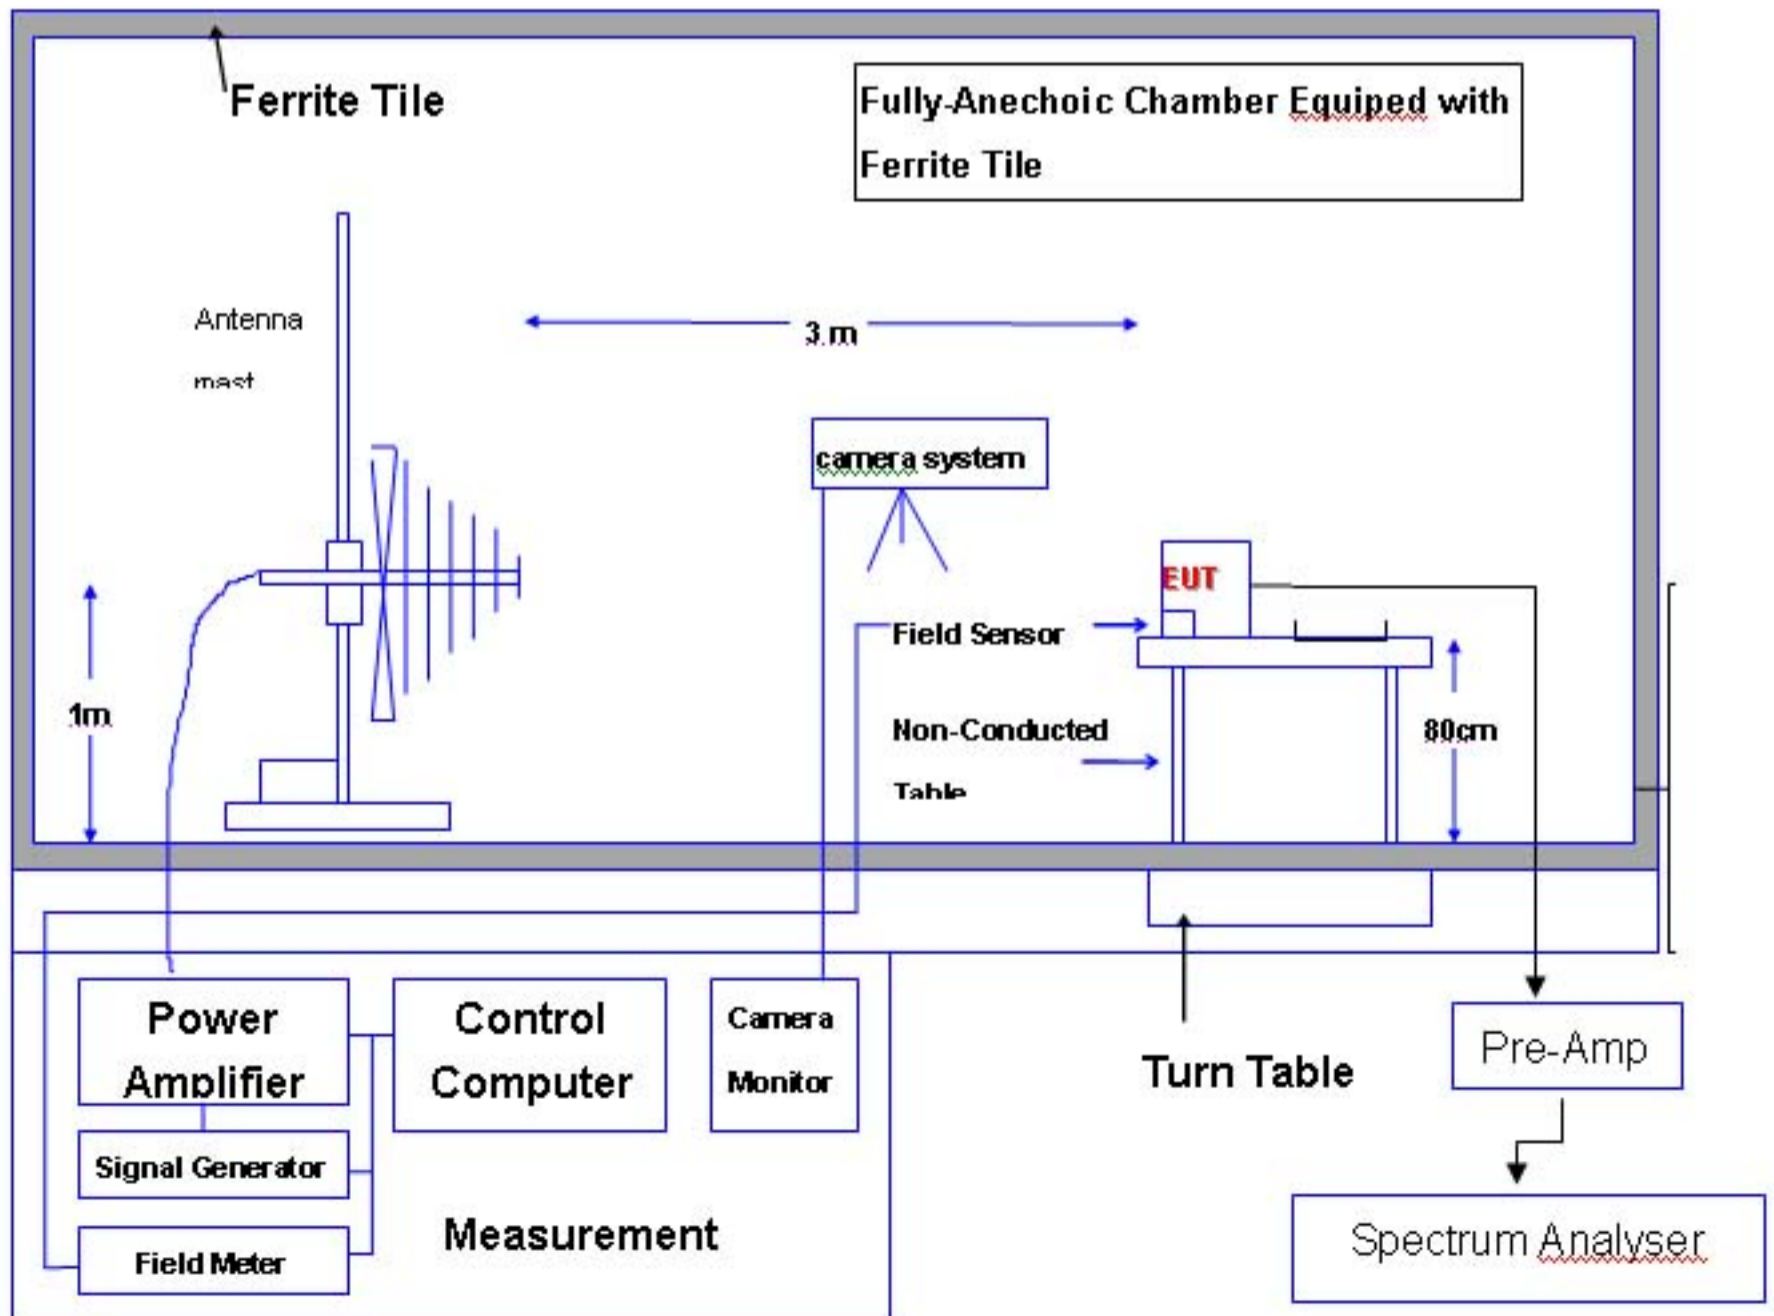 Ferrite Tile
Fully-Anechoic Chamber Equiped with
Ferrite Tile
Antenna
mast
3 m
camera system
EUT
Field Sensor
1m
Non-Conducted
Table
80cm
Power
Amplifier
Control
Computer
Camera
Monitor
Turn Table
Pre-Amp
Signal Generator
Measurement
Field Meter
Spectrum Analyser